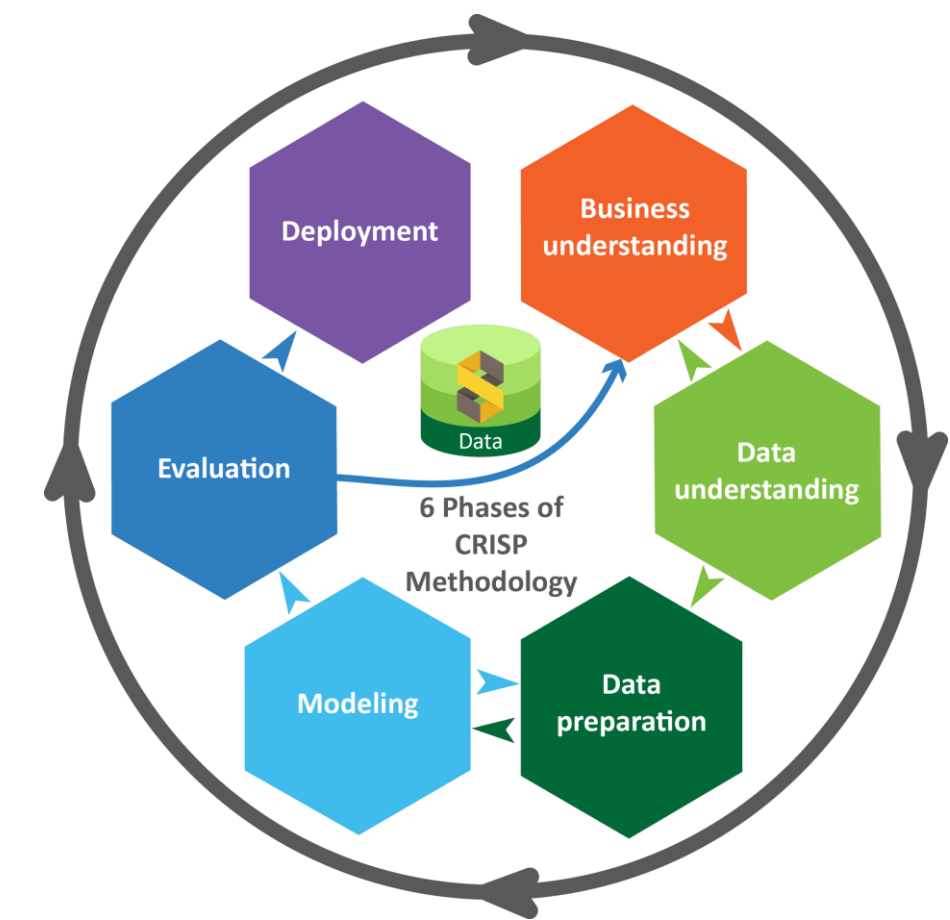 Deployment
Business
understanding
Data
Evaluation
Data
understanding
6 Phases of
CRISP
Methodology
Modeling
Data
preparation